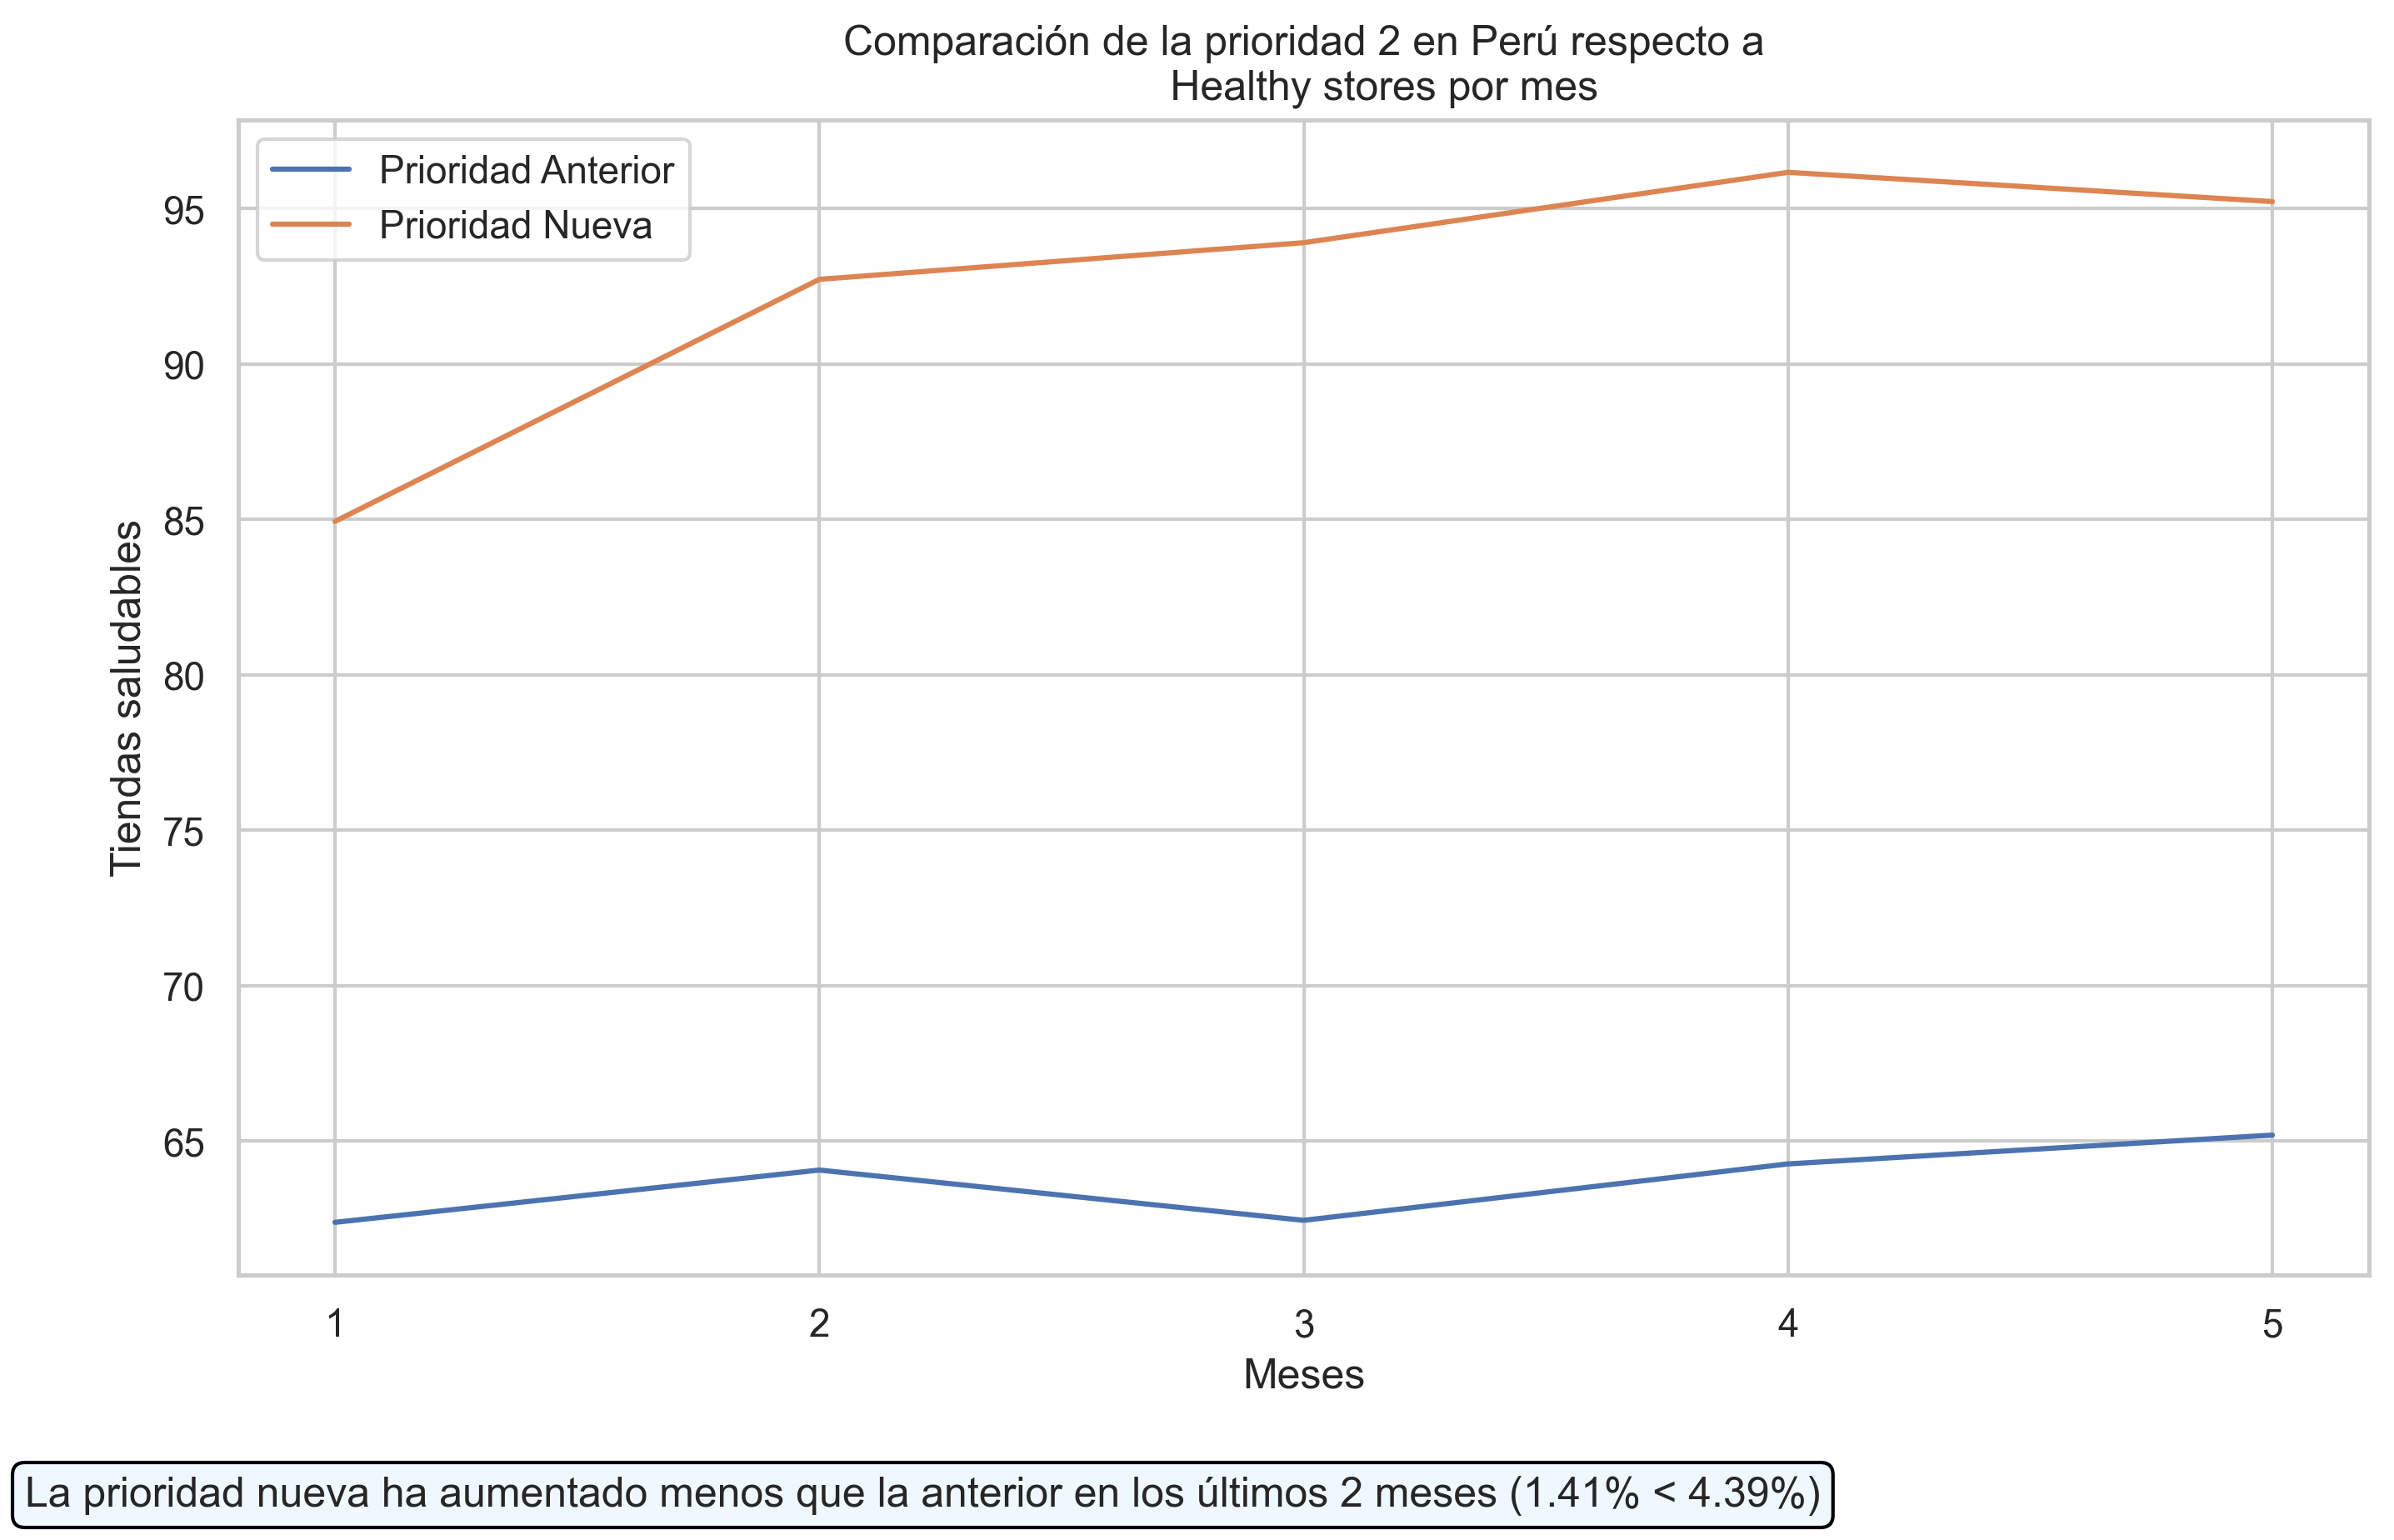 Comparación de la prioridad 2 en Perú respecto a
Healthy stores por mes
Prioridad Anterior
Prioridad Nueva
95
90
85
80
75
70
65
Tiendas saludables
1 2 3 4 5
Meses
La prioridad nueva ha aumentado menos que la anterior en los últimos 2 meses (1.41% < 4.39%)